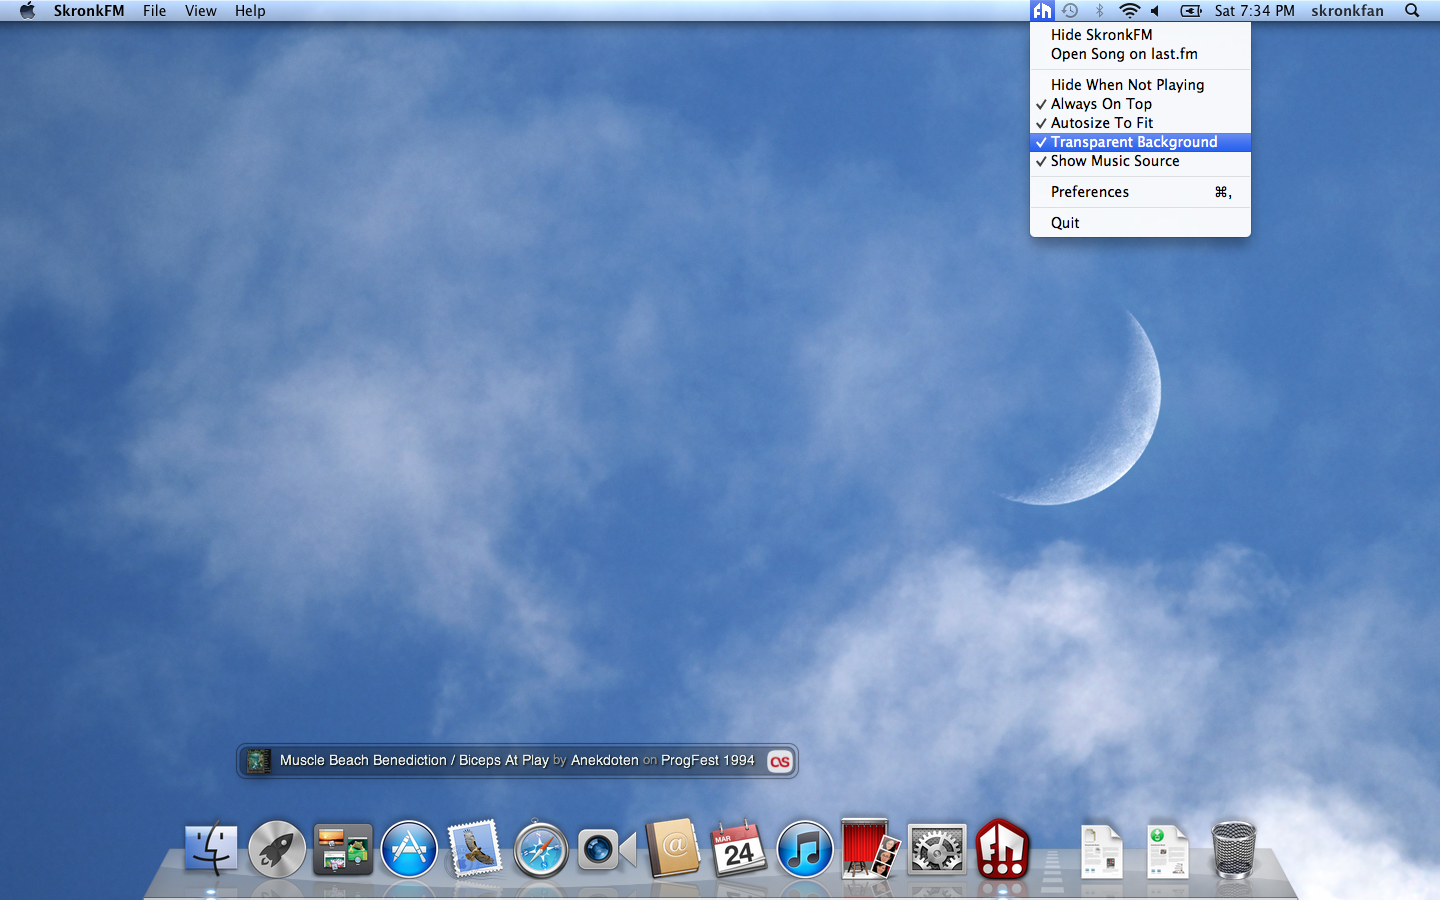 SkronkFM File View Help Sat 7:34 PM skronkfan
Hide SkronkFM
Open Song on last.fm
Hide When Not Playing
✓ Always On Top
✓ Autosize To Fit
✓ Transparent Background
✓ Show Music Source
Preferences ⌘,
Quit
Muscle Beach Benediction / Biceps At Play by Anekdoten on ProgFest 1994
MAR
24